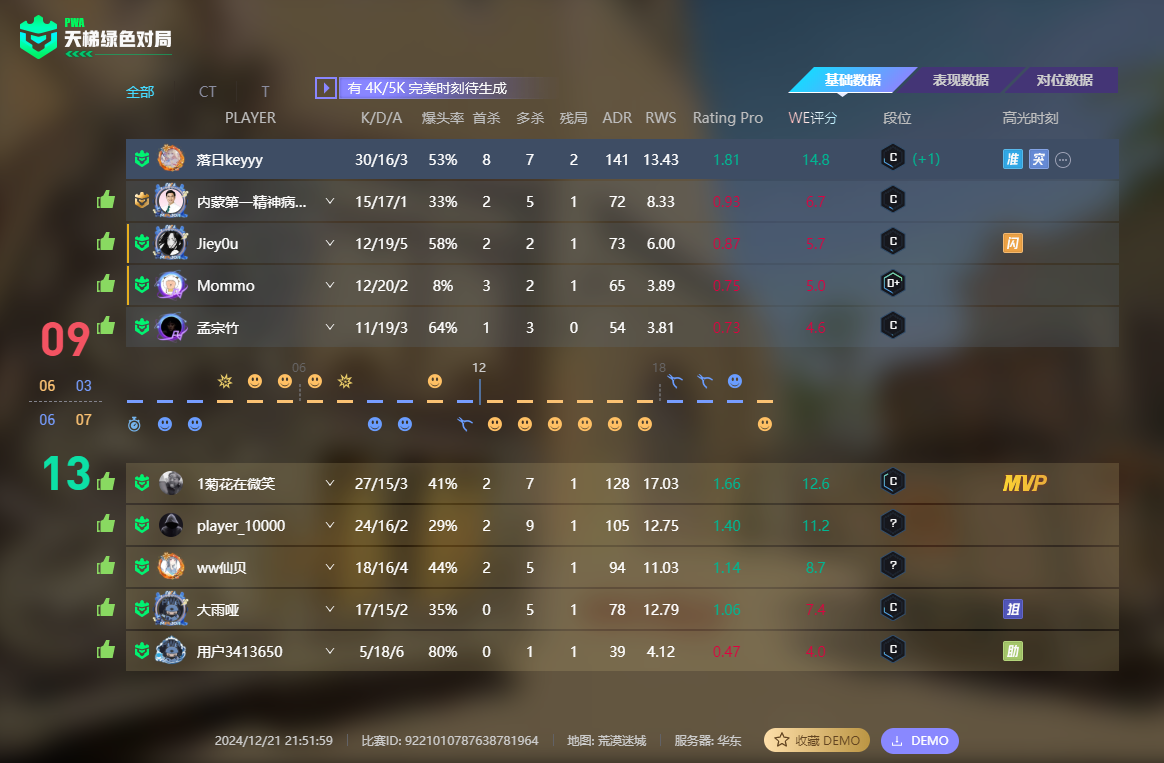 PWA
天梯绿色对局
全部 CT T 有 4K/5K 完美时刻待生成 基础数据 表现数据 对位数据
PLAYER K/D/A 爆头率 首杀 多杀 残局 ADR RWS Rating Pro WE评分 段位 高光时刻
落日keyyy 30/16/3 53% 8 7 2 141 13.43 1.81 14.8 C (+1) 准 突
内蒙第一精神病... 15/17/1 33% 2 5 1 72 8.33 0.93 6.7 C
Jiey0u 12/19/5 58% 2 2 1 73 6.00 0.87 5.7 C 闪
Mommo 12/20/2 8% 3 2 1 65 3.89 0.75 5.0 D+
孟宗竹 11/19/3 64% 1 3 0 54 3.81 0.73 4.6 C
09
06 12 18
06 03
06 07
13
1菊花在微笑 27/15/3 41% 2 7 1 128 17.03 1.66 12.6 C MVP
player_10000 24/16/2 29% 2 9 1 105 12.75 1.40 11.2 ?
ww仙贝 18/16/4 44% 2 5 1 94 11.03 1.14 8.7 ?
大雨哑 17/15/2 35% 0 5 1 78 12.79 1.06 7.4 C 狙
用户3413650 5/18/6 80% 0 1 1 39 4.12 0.47 4.0 C 助
2024/12/21 21:51:59 比赛ID: 9221010787638781964 地图: 荒漠迷城 服务器: 华东 收藏 DEMO DEMO